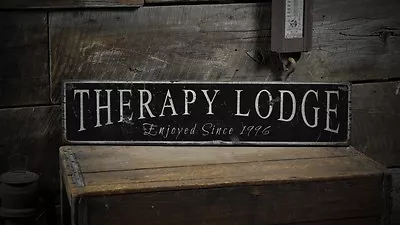 THERAPY LODGE
Enjoyed Since 1996